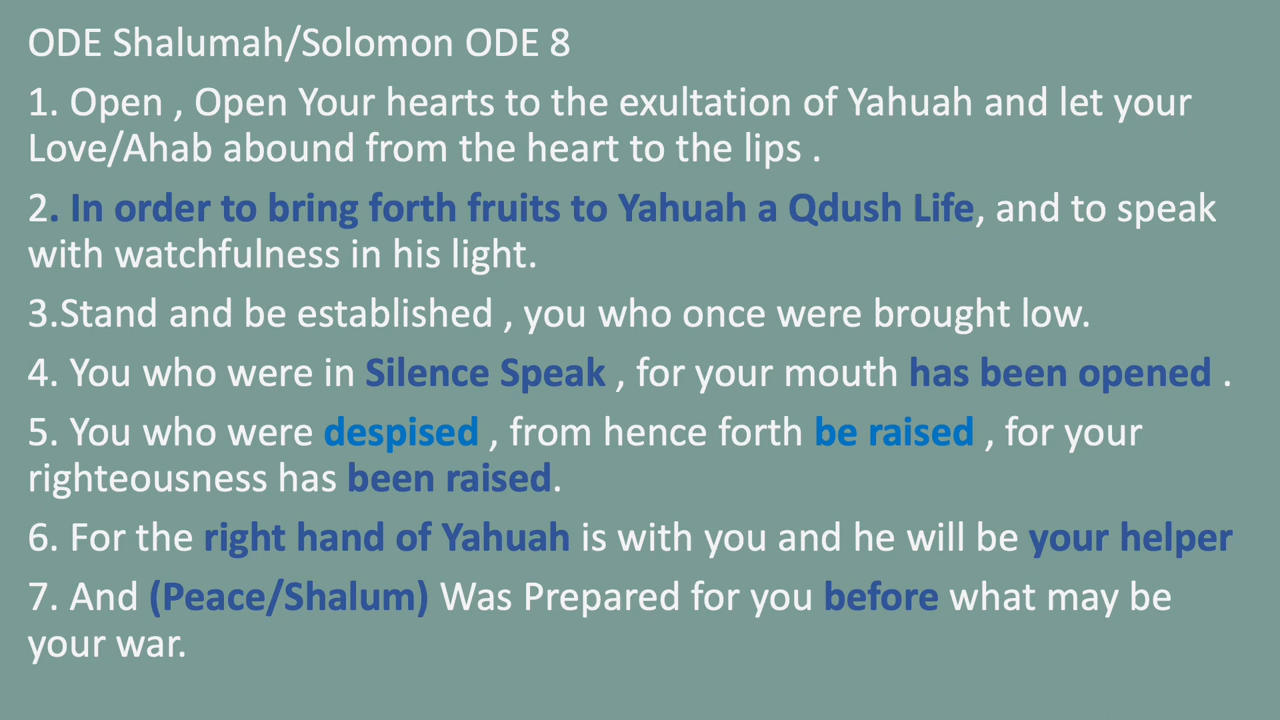 ODE Shalumah/Solomon ODE 8
1. Open , Open Your hearts to the exultation of Yahuah and let your
Love/Ahab abound from the heart to the lips .
2. In order to bring forth fruits to Yahuah a Qdush Life, and to speak
with watchfulness in his light.
3.Stand and be established , you who once were brought low.
4. You who were in Silence Speak , for your mouth has been opened .
5. You who were despised , from hence forth be raised , for your
righteousness has been raised.
6. For the right hand of Yahuah is with you and he will be your helper
7. And (Peace/Shalum) Was Prepared for you before what may be
your war.